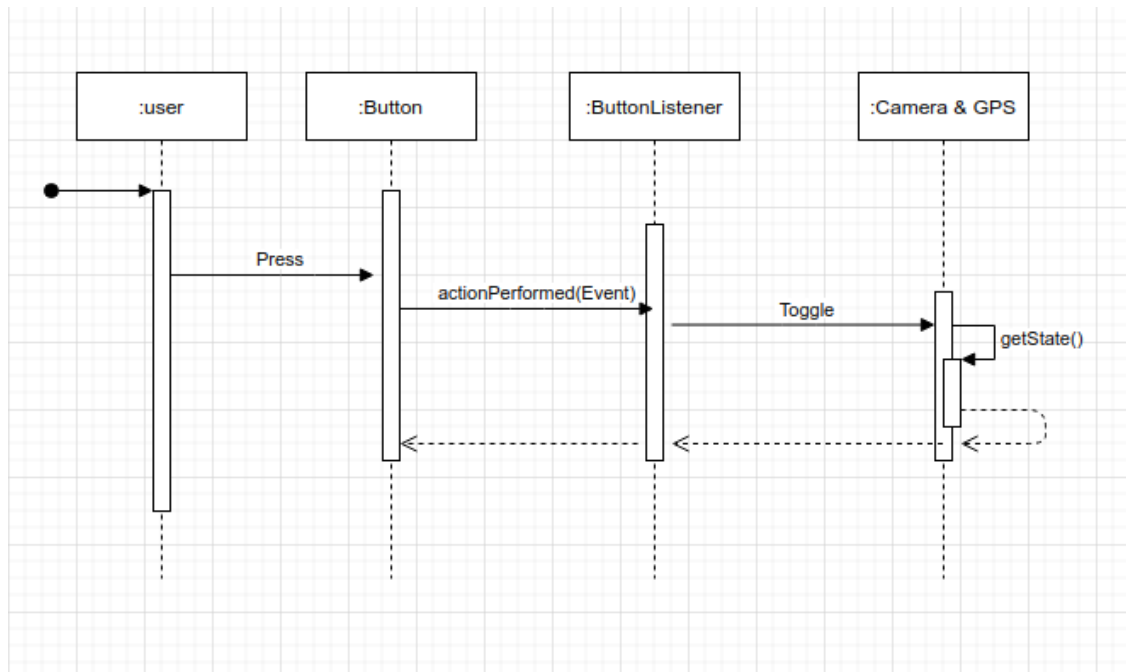 :user
:Button
:ButtonListener
:Camera & GPS
Press
actionPerformed(Event)
Toggle
getState()